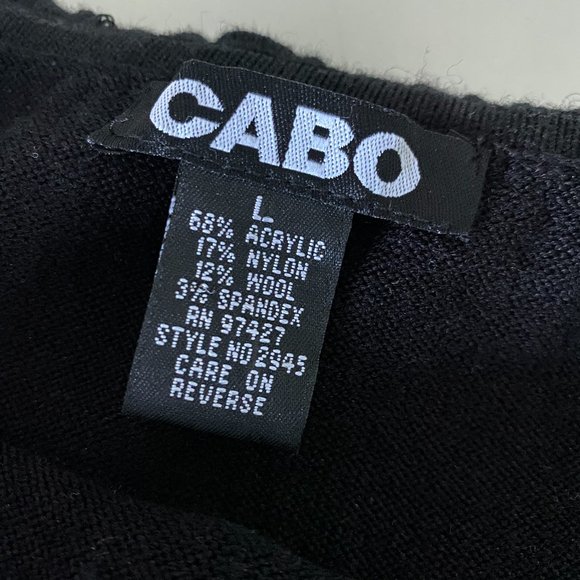 CABO
L
68% ACRYLIC
17% NYLON
12% WOOL
3% SPANDEX
RN 97427
STYLE NO 2945
CARE ON
REVERSE